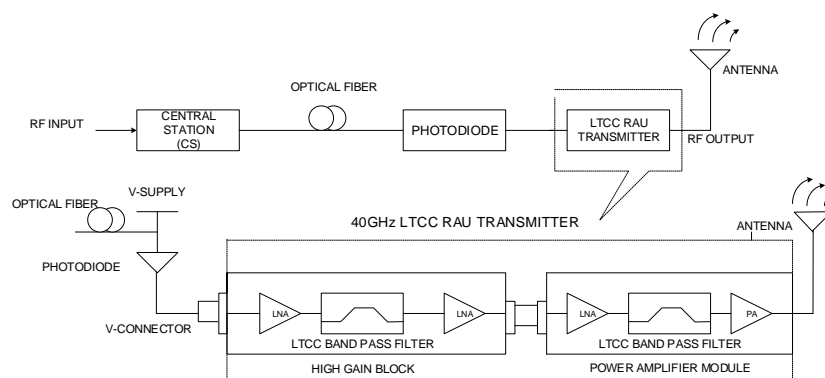 ANTENNA
OPTICAL FIBER
RF INPUT
CENTRAL
STATION
(CS)
PHOTODIODE
LTCC RAU
TRANSMITTER
RF OUTPUT
V-SUPPLY
OPTICAL FIBER
40GHz LTCC RAU TRANSMITTER
ANTENNA
PHOTODIODE
V-CONNECTOR
LNA
LNA
LNA
PA
LTCC BAND PASS FILTER
LTCC BAND PASS FILTER
HIGH GAIN BLOCK
POWER AMPLIFIER MODULE